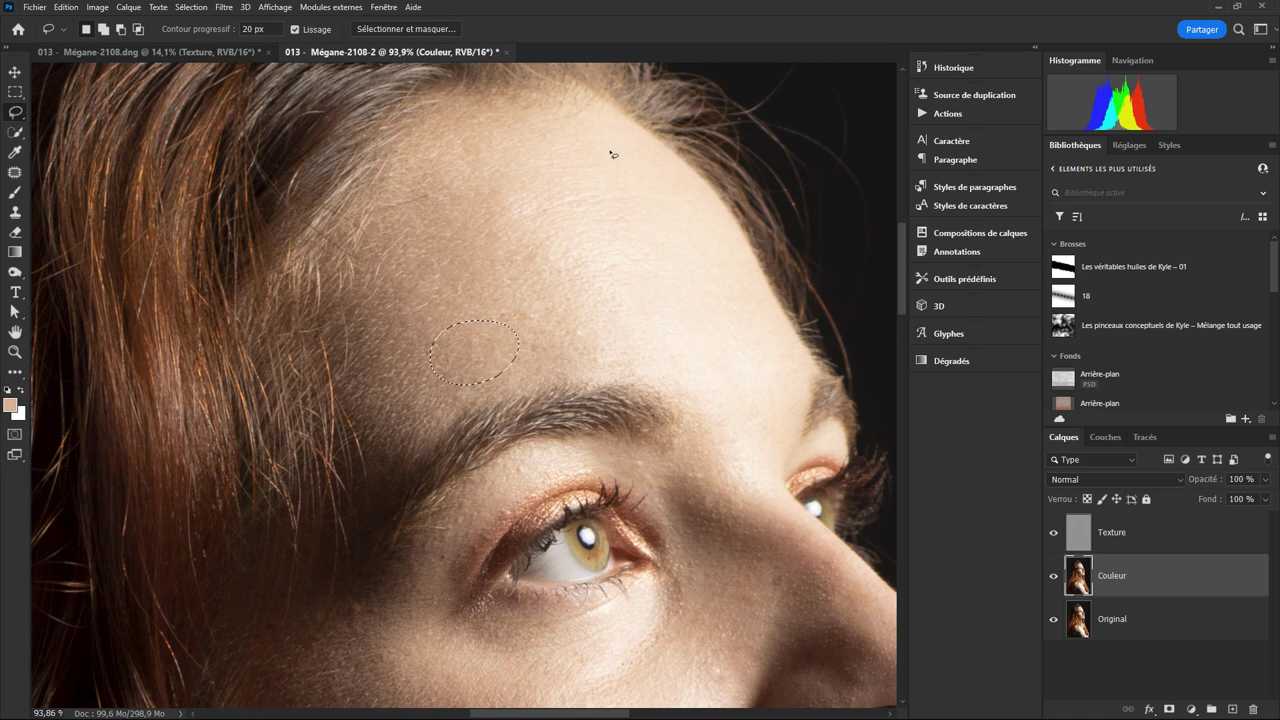 Ps Fichier Edition Image Calque Texte Sélection Filtre 3D Affichage Modules externes Fenêtre Aide
Contour progressif : 20 px Lissage Sélectionner et masquer... Partager
013 - Mégane-2108.dng @ 14,1% (Texture, RVB/16*) * × 013 - Mégane-2108-2 @ 93,9% (Couleur, RVB/16*) * ×
Historique
Source de duplication
Actions
Caractère
Paragraphe
Styles de paragraphes
Styles de caractères
Compositions de calques
Annotations
Outils prédéfinis
3D
Glyphes
Dégradés
Histogramme Navigation
Bibliothèques Réglages Styles
ELEMENTS LES PLUS UTILISÉS
Bibliothèque active
Brosses
Les véritables huiles de Kyle – 01
18
Les pinceaux conceptuels de Kyle – Mélange tout usage
Fonds
Arrière-plan
PSD
Arrière-plan
Calques Couches Tracés
Type
Normal Opacité : 100 %
Verrou : Fond : 100 %
Texture
Couleur
Original
93,86 % Doc : 99,6 Mo/298,9 Mo